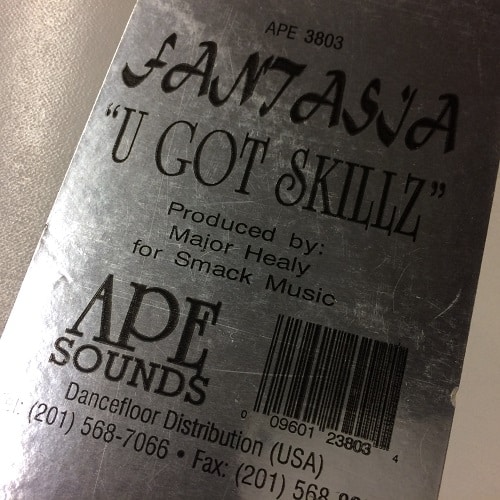 APE 3803
FANTASIA
"U GOT SKILLZ"
Produced by:
Major Healy
for Smack Music
APE
SOUNDS
0 09601 23803 4
Dancefloor Distribution (USA)
(201) 568-7066 • Fax: (201) 568